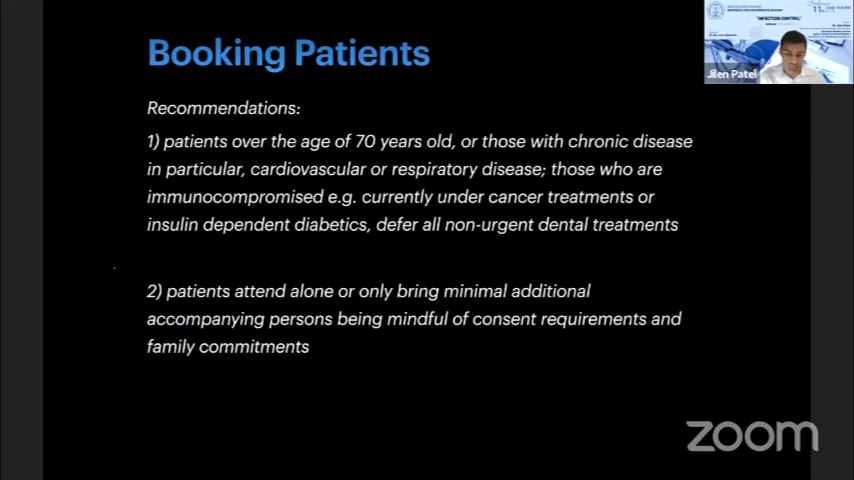 Booking Patients
Recommendations:
1) patients over the age of 70 years old, or those with chronic disease
in particular, cardiovascular or respiratory disease; those who are
immunocompromised e.g. currently under cancer treatments or
insulin dependent diabetics, defer all non-urgent dental treatments
2) patients attend alone or only bring minimal additional
accompanying persons being mindful of consent requirements and
family commitments
"INFECTION CONTROL"
Jilen Patel
zoom